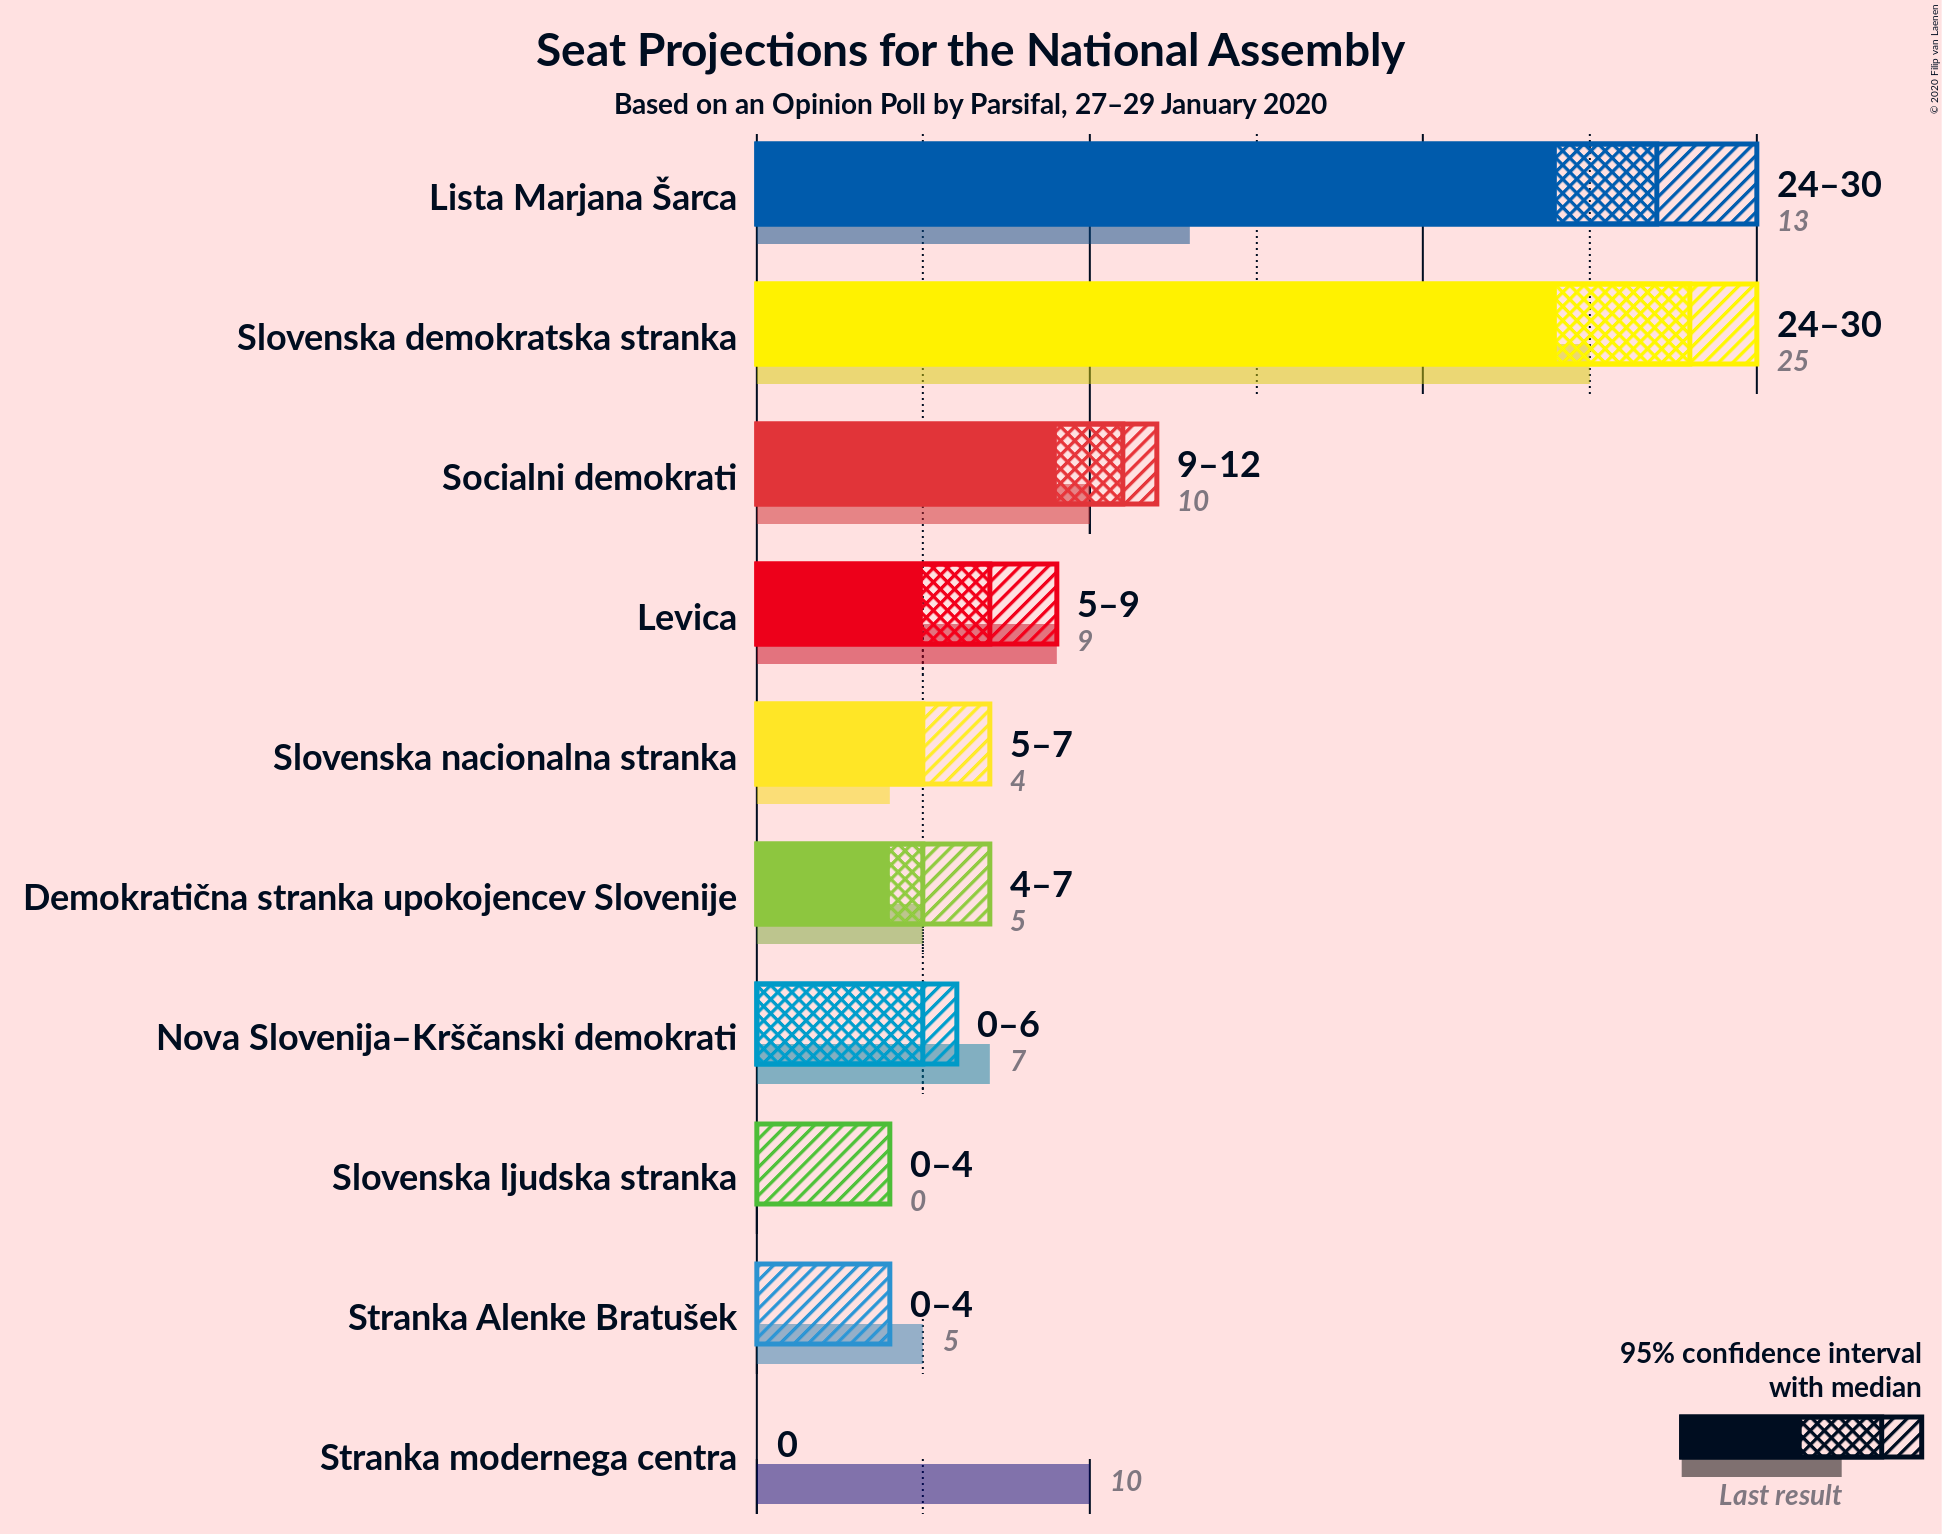 Seat Projections for the National Assembly
Based on an Opinion Poll by Parsifal, 27–29 January 2020
© 2020 Filip van Laenen
Lista Marjana Šarca
24–30
13
Slovenska demokratska stranka
24–30
25
Socialni demokrati
9–12
10
Levica
5–9
9
Slovenska nacionalna stranka
5–7
4
Demokratična stranka upokojencev Slovenije
4–7
5
Nova Slovenija–Krščanski demokrati
0–6
7
Slovenska ljudska stranka
0–4
0
Stranka Alenke Bratušek
0–4
5
Stranka modernega centra
0
10
95% confidence interval
with median
Last result